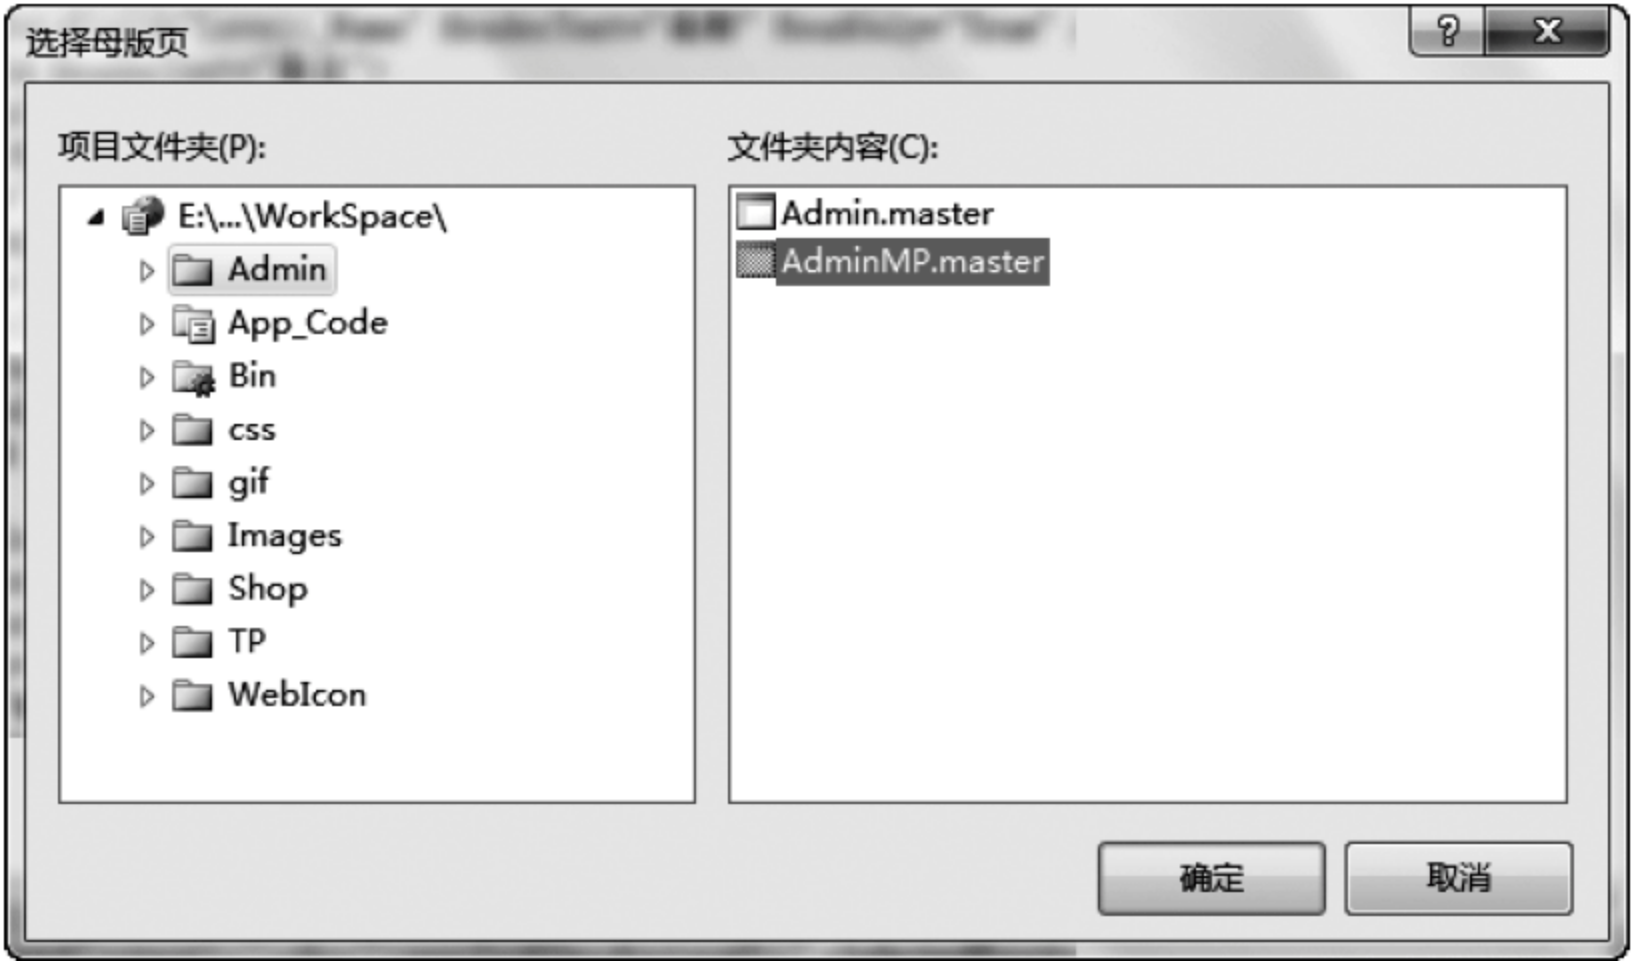 选择母版页
项目文件夹(P):
文件夹内容(C):
E:\...\WorkSpace\
Admin
App_Code
Bin
css
gif
Images
Shop
TP
WebIcon
Admin.master
AdminMP.master
确定
取消